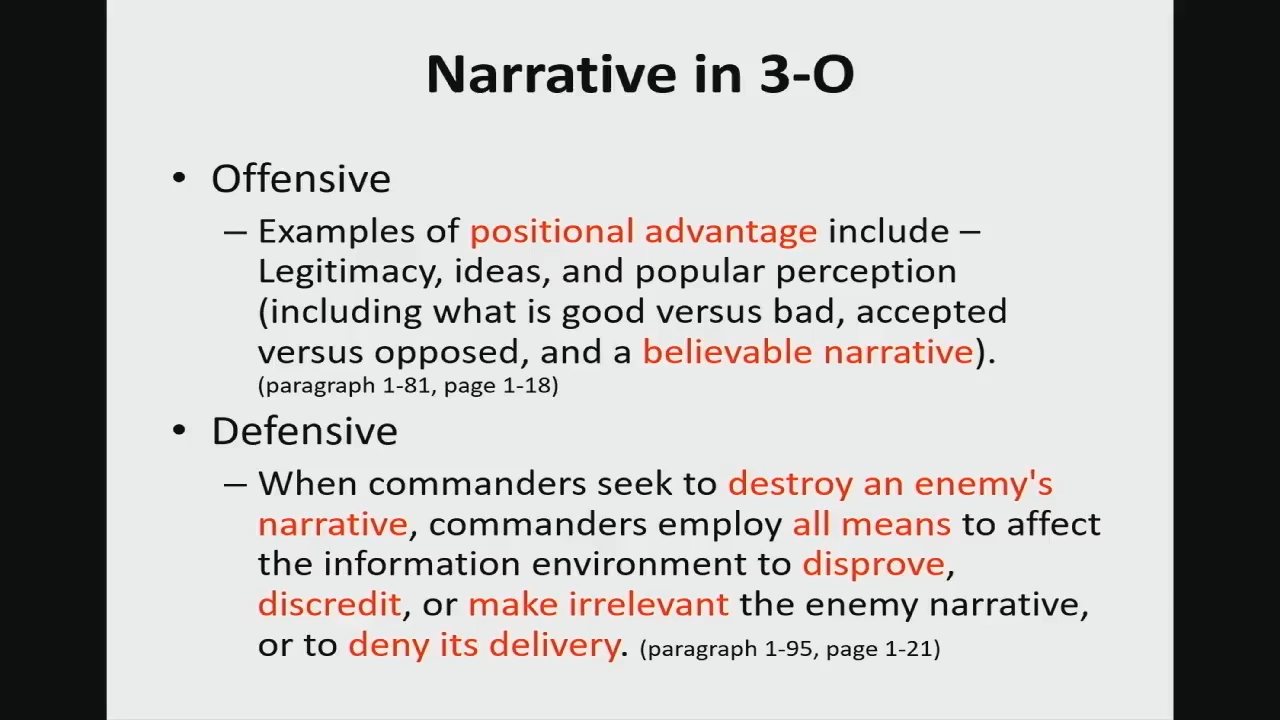 Narrative in 3-O
• Offensive
– Examples of positional advantage include –
Legitimacy, ideas, and popular perception
(including what is good versus bad, accepted
versus opposed, and a believable narrative).
(paragraph 1-81, page 1-18)
• Defensive
– When commanders seek to destroy an enemy's
narrative, commanders employ all means to affect
the information environment to disprove,
discredit, or make irrelevant the enemy narrative,
or to deny its delivery. (paragraph 1-95, page 1-21)